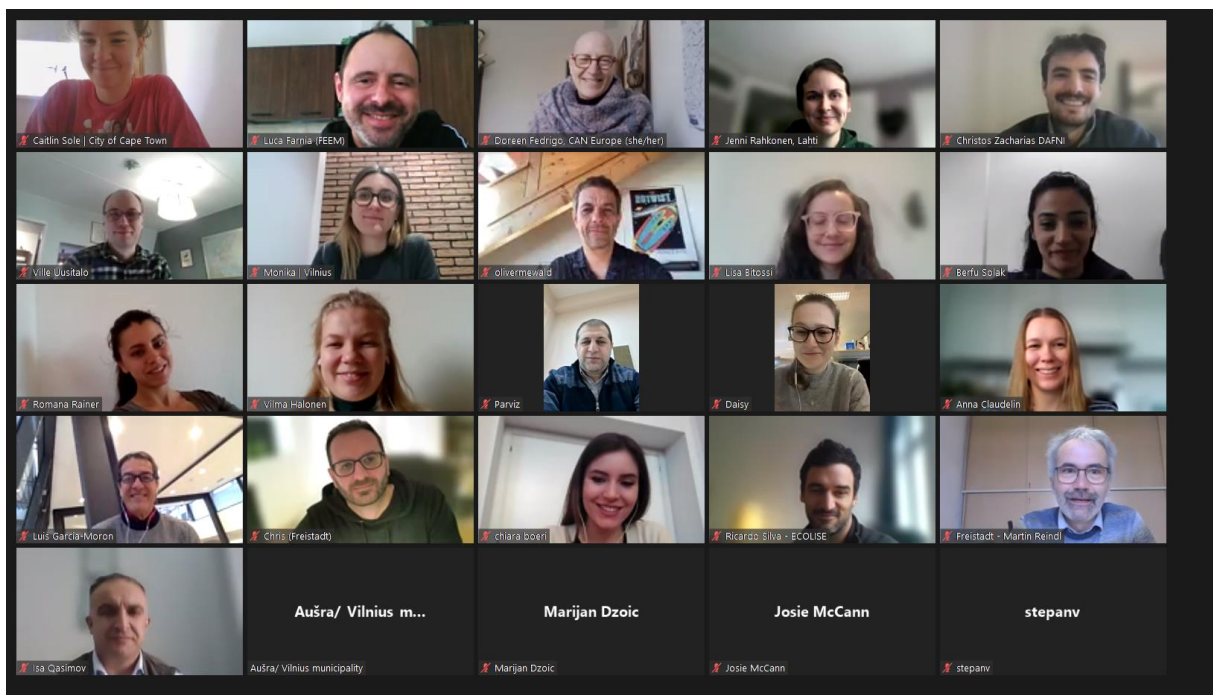 Caitlin Sole | City of Cape Town
Luca Farnia (FEEM)
Doreen Fedrigo, CAN Europe (she/her)
Jenni Rahkonen, Lahti
Christos Zacharias DAFNI
Ville Uusitalo
Monika | Vilnius
olivermewald
HOTWIST
Lisa Bitossi
Berfu Solak
Romana Rainer
Vilma Halonen
Parviz
Daisy
Anna Claudelin
Luis Garcia-Moron
Chris (Freistadt)
chiara boeri
Ricardo Silva - ECOLISE
Freistadt - Martin Reindl
Isa Qasimov
Aušra/ Vilnius m...
Aušra/ Vilnius municipality
Marijan Dzoic
Marijan Dzoic
Josie McCann
Josie McCann
stepanv
stepanv